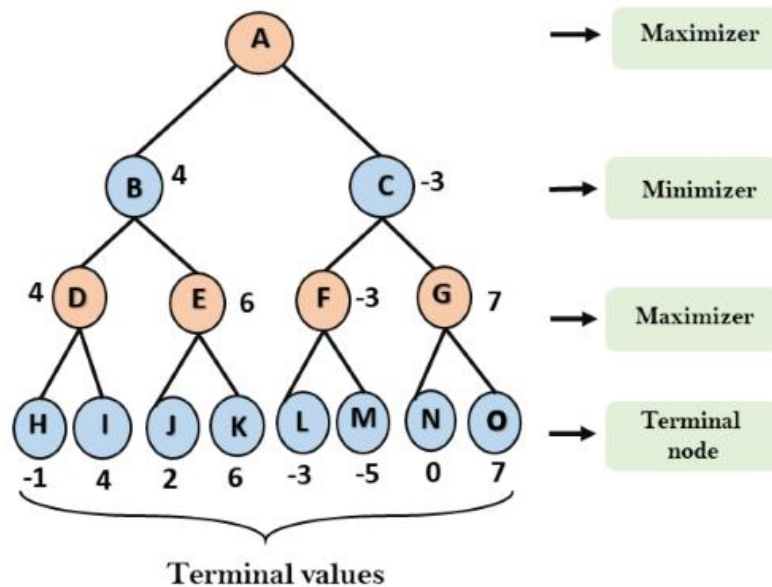 A
Maximizer
B 4 C -3
Minimizer
4 D E 6 F -3 G 7
Maximizer
H I J K L M N O
Terminal
node
-1 4 2 6 -3 -5 0 7
Terminal values